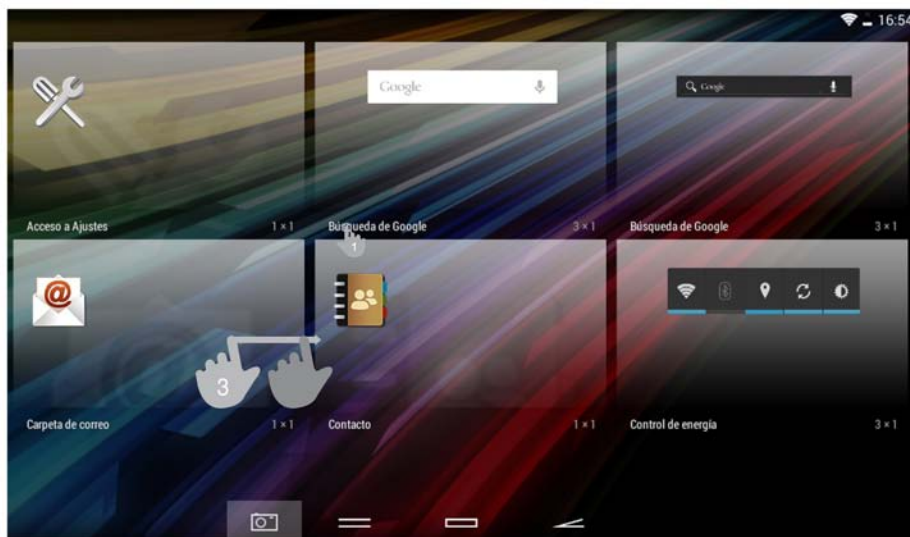 16:54
Google
Google
Acceso a Ajustes 1 × 1
Búsqueda de Google 3 × 1
Búsqueda de Google 3 × 1
1
@
3
Carpeta de correo 1 × 1
Contacto 1 × 1
Control de energía 3 × 1